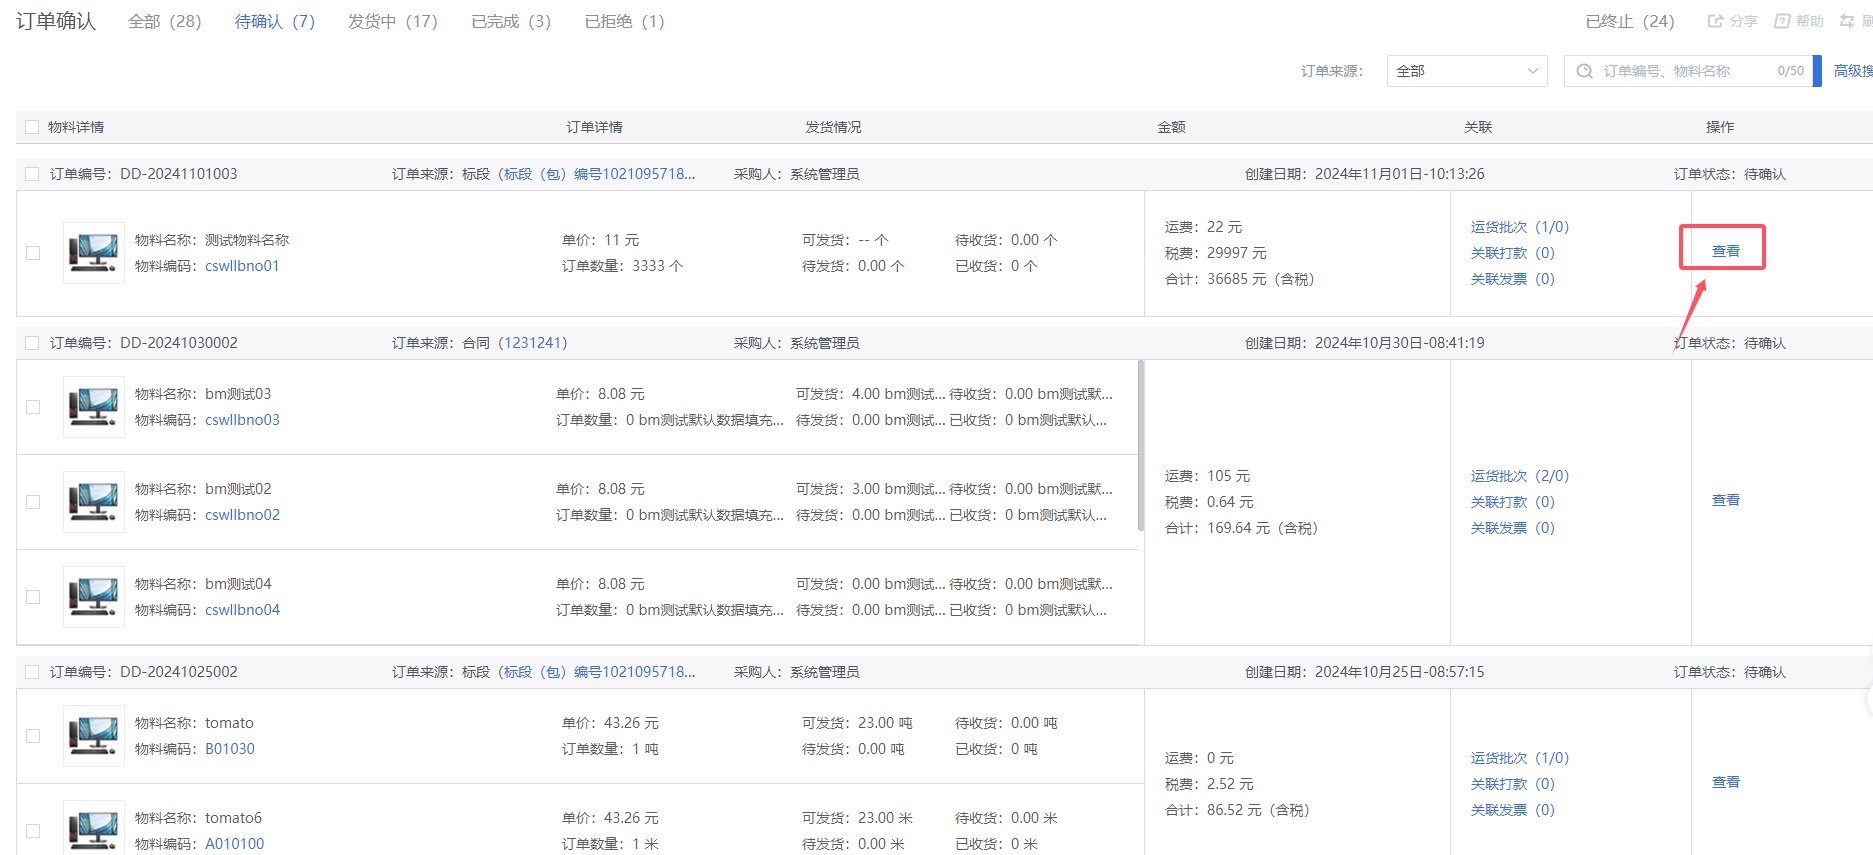 订单确认 全部（28） 待确认（7） 发货中（17） 已完成（3） 已拒绝（1） 已终止（24） 分享 帮助
订单来源： 全部 订单编号、物料名称 0/50 高级搜
物料详情 订单详情 发货情况 金额 关联 操作
订单编号：DD-20241101003 订单来源：标段（标段（包）编号1021095718... 采购人：系统管理员 创建日期：2024年11月01日-10:13:26 订单状态：待确认
物料名称：测试物料名称 单价：11 元 可发货：-- 个 待收货：0.00 个
物料编码：cswllbno01 订单数量：3333 个 待发货：0.00 个 已收货：0 个
运费：22 元
税费：29997 元
合计：36685 元（含税）
运货批次（1/0）
关联打款（0）
关联发票（0）
查看
订单编号：DD-20241030002 订单来源：合同（1231241） 采购人：系统管理员 创建日期：2024年10月30日-08:41:19 订单状态：待确认
物料名称：bm测试03 单价：8.08 元 可发货：4.00 bm测试... 待收货：0.00 bm测试默...
物料编码：cswllbno03 订单数量：0 bm测试默认数据填充... 待发货：0.00 bm测试... 已收货：0 bm测试默认...
物料名称：bm测试02 单价：8.08 元 可发货：3.00 bm测试... 待收货：0.00 bm测试默...
物料编码：cswllbno02 订单数量：0 bm测试默认数据填充... 待发货：0.00 bm测试... 已收货：0 bm测试默认...
物料名称：bm测试04 单价：8.08 元 可发货：0.00 bm测试... 待收货：0.00 bm测试默...
物料编码：cswllbno04 订单数量：0 bm测试默认数据填充... 待发货：0.00 bm测试... 已收货：0 bm测试默认...
运费：105 元
税费：0.64 元
合计：169.64 元（含税）
运货批次（2/0）
关联打款（0）
关联发票（0）
查看
订单编号：DD-20241025002 订单来源：标段（标段（包）编号1021095718... 采购人：系统管理员 创建日期：2024年10月25日-08:57:15 订单状态：待确认
物料名称：tomato 单价：43.26 元 可发货：23.00 吨 待收货：0.00 吨
物料编码：B01030 订单数量：1 吨 待发货：0.00 吨 已收货：0 吨
物料名称：tomato6 单价：43.26 元 可发货：23.00 米 待收货：0.00 米
物料编码：A010100 订单数量：1 米 待发货：0.00 米 已收货：0 米
运费：0 元
税费：2.52 元
合计：86.52 元（含税）
运货批次（1/0）
关联打款（0）
关联发票（0）
查看